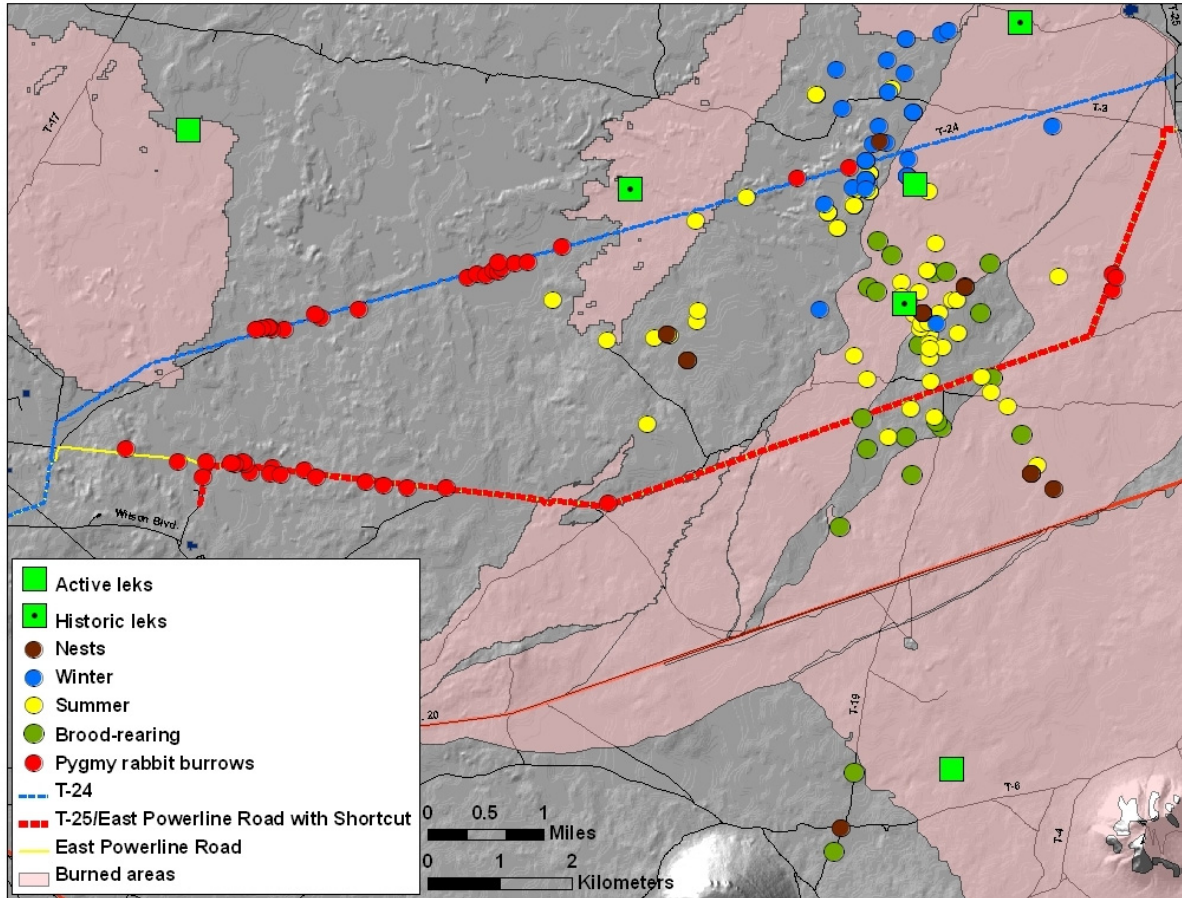 T-25
T-17
T-3
T-24
Wilson Blvd.
Active leks
Historic leks
Nests
Winter
Summer
Brood-rearing
Pygmy rabbit burrows
T-24
T-25/East Powerline Road with Shortcut
East Powerline Road
Burned areas
20
T-19
T-6
T-4
0 0.5 1
Miles
0 1 2
Kilometers